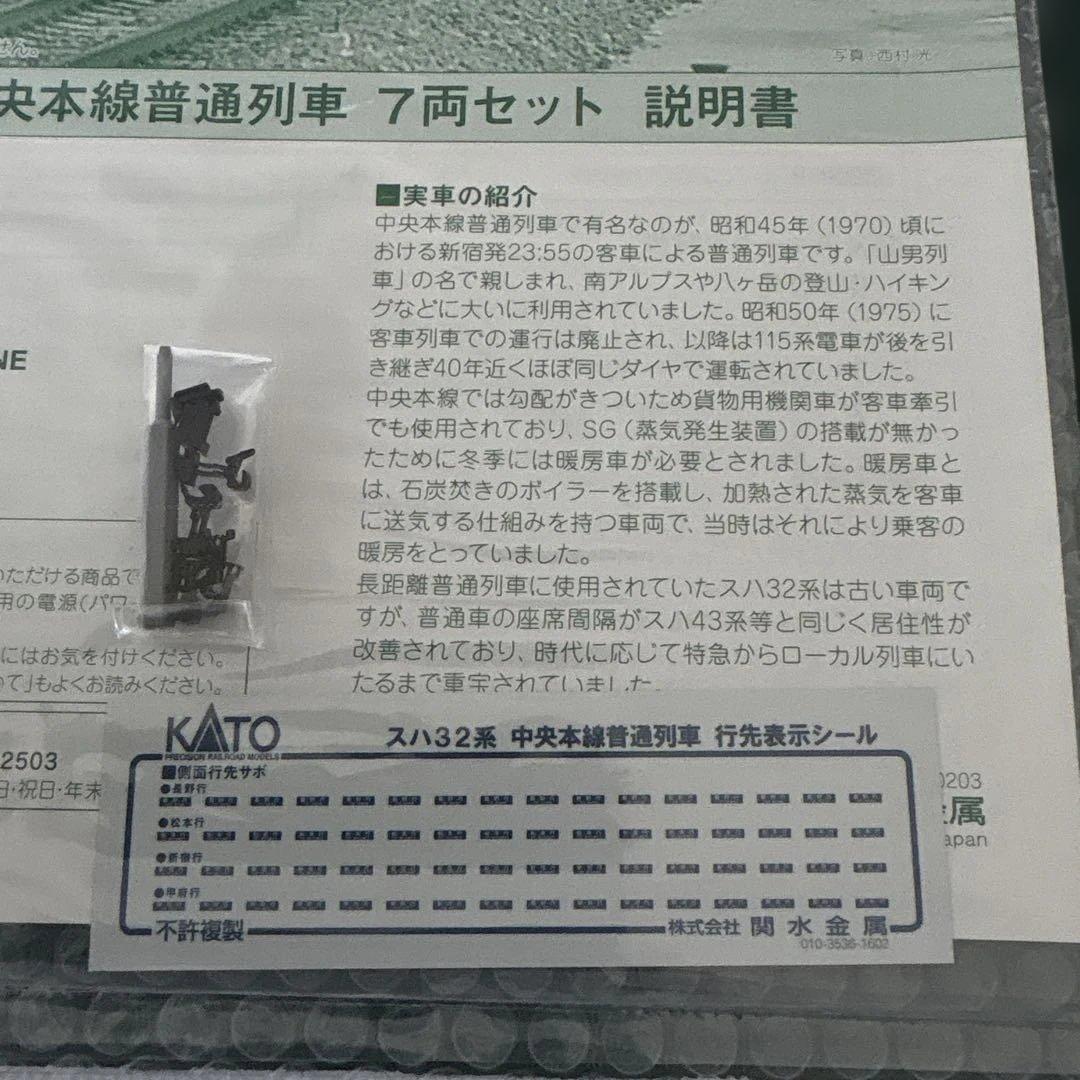 せん。
写真:西村 光
央本線普通列車 7両セット 説明書
実車の紹介
中央本線普通列車で有名なのが、昭和45年（1970）頃に
おける新宿発23:55の客車による普通列車です。「山男列
車」の名で親しまれ、南アルプスや八ヶ岳の登山・ハイキン
グなどに大いに利用されていました。昭和50年（1975）に
客車列車での運行は廃止され、以降は115系電車が後を引
き継ぎ40年近くほぼ同じダイヤで運転されていました。
中央本線では勾配がきついため貨物用機関車が客車牽引
でも使用されており、SG（蒸気発生装置）の搭載が無かっ
たために冬季には暖房車が必要とされました。暖房車と
は、石炭焚きのボイラーを搭載し、加熱された蒸気を客車
に送気する仕組みを持つ車両で、当時はそれにより乗客の
暖房をとっていました。
長距離普通列車に使用されていたスハ32系は古い車両で
すが、普通車の座席間隔がスハ43系等と同じく居住性が
改善されており、時代に応じて特急からローカル列車にい
たるまで重宝されていました。
NE
いただける商品で
用の電源(パワ
にはお気を付けください。
て」もよくお読みください。
2503
日・祝日・年末
0203
金属
apan
KATO
PRECISION RAILROAD MODELS
スハ32系 中央本線普通列車 行先表示シール
側面行先サボ
●長野行
●松本行
●新宿行
●甲府行
不許複製
株式会社 関水金属
010-3536-1602